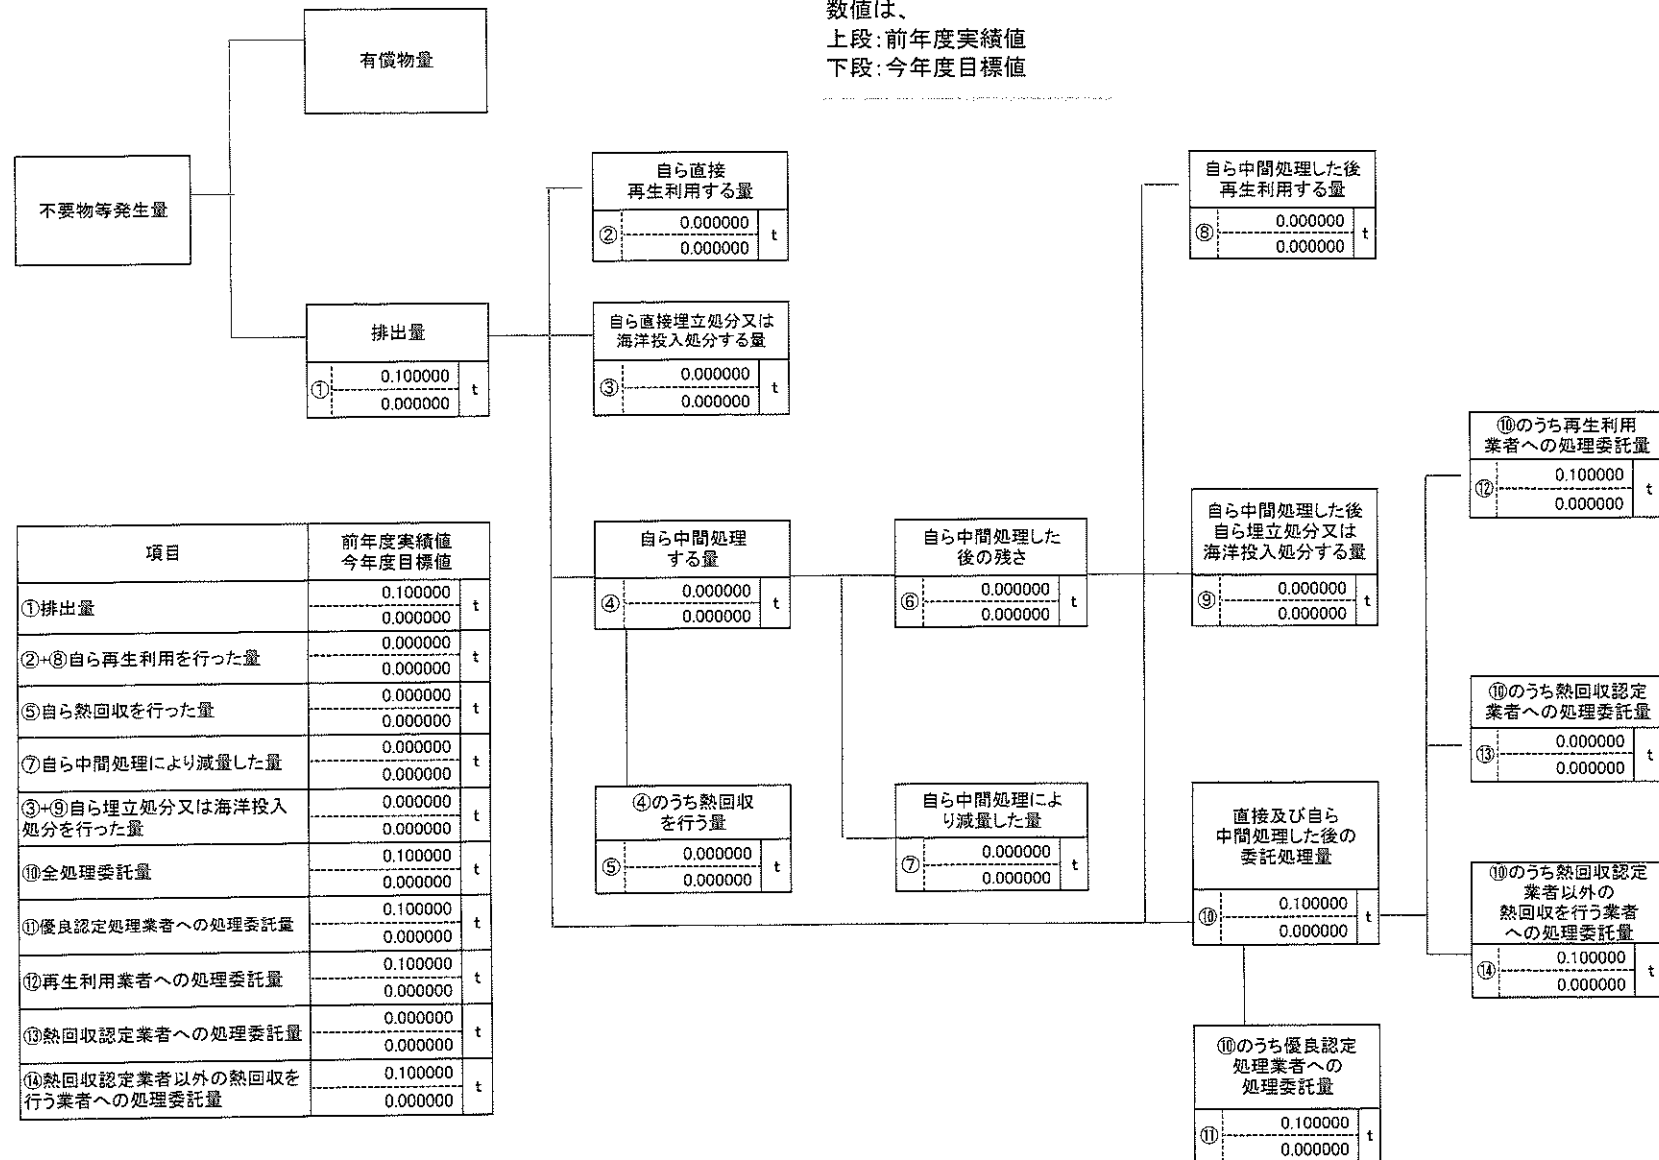 数値は、
上段:前年度実績値
下段:今年度目標値
有償物量
不要物等発生量
排出量
①
0.100000
0.000000
t
自ら直接
再生利用する量
②
0.000000
0.000000
t
自ら直接埋立処分又は
海洋投入処分する量
③
0.000000
0.000000
t
自ら中間処理
する量
④
0.000000
0.000000
t
④のうち熱回収
を行う量
⑤
0.000000
0.000000
t
自ら中間処理した
後の残さ
⑥
0.000000
0.000000
t
自ら中間処理によ
り減量した量
⑦
0.000000
0.000000
t
自ら中間処理した後
再生利用する量
⑧
0.000000
0.000000
t
自ら中間処理した後
自ら埋立処分又は
海洋投入処分する量
⑨
0.000000
0.000000
t
直接及び自ら
中間処理した後の
委託処理量
⑩
0.100000
0.000000
t
⑩のうち優良認定
処理業者への
処理委託量
⑪
0.100000
0.000000
t
⑩のうち再生利用
業者への処理委託量
⑫
0.100000
0.000000
t
⑩のうち熱回収認定
業者への処理委託量
⑬
0.000000
0.000000
t
⑩のうち熱回収認定
業者以外の
熱回収を行う業者
への処理委託量
⑭
0.100000
0.000000
t
項目
前年度実績値
今年度目標値
①排出量
0.100000
0.000000
t
②+⑧自ら再生利用を行った量
0.000000
0.000000
t
⑤自ら熱回収を行った量
0.000000
0.000000
t
⑦自ら中間処理により減量した量
0.000000
0.000000
t
③+⑨自ら埋立処分又は海洋投入
処分を行った量
0.000000
0.000000
t
⑩全処理委託量
0.100000
0.000000
t
⑪優良認定処理業者への処理委託量
0.100000
0.000000
t
⑫再生利用業者への処理委託量
0.100000
0.000000
t
⑬熱回収認定業者への処理委託量
0.000000
0.000000
t
⑭熱回収認定業者以外の熱回収を
行う業者への処理委託量
0.100000
0.000000
t